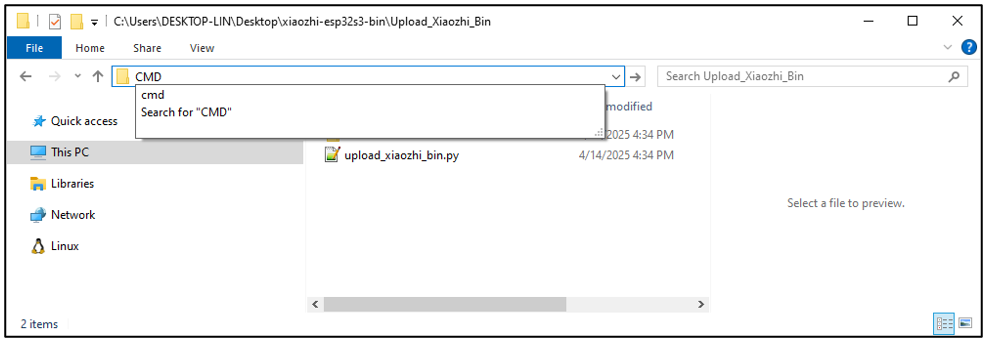 C:\Users\DESKTOP-LIN\Desktop\xiaozhi-esp32s3-bin\Upload_Xiaozhi_Bin
File Home Share View
CMD
Search Upload_Xiaozhi_Bin
cmd
Search for "CMD"
modified
Quick access
2025 4:34 PM
This PC
upload_xiaozhi_bin.py 4/14/2025 4:34 PM
Libraries
Network
Select a file to preview.
Linux
2 items